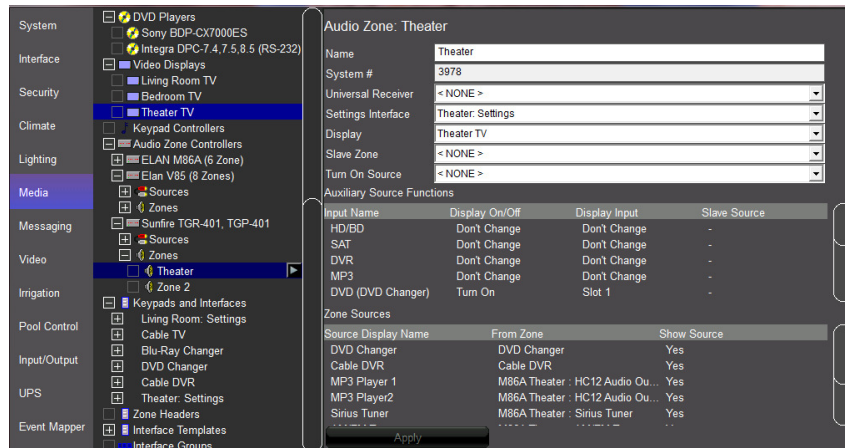 System
Interface
Security
Climate
Lighting
Media
Messaging
Video
Irrigation
Pool Control
Input/Output
UPS
Event Mapper
DVD Players
Sony BDP-CX7000ES
Integra DPC-7.4,7.5,8.5 (RS-232)
Video Displays
Living Room TV
Bedroom TV
Theater TV
Keypad Controllers
Audio Zone Controllers
ELAN M86A (6 Zone)
Elan V85 (8 Zones)
Sources
Zones
Sunfire TGR-401, TGP-401
Sources
Zones
Theater
Zone 2
Keypads and Interfaces
Living Room: Settings
Cable TV
Blu-Ray Changer
DVD Changer
Cable DVR
Theater: Settings
Zone Headers
Interface Templates
Interface Groups
Audio Zone: Theater
Name Theater
System # 3978
Universal Receiver < NONE >
Settings Interface Theater: Settings
Display Theater TV
Slave Zone < NONE >
Turn On Source < NONE >
Auxiliary Source Functions
Input Name Display On/Off Display Input Slave Source
HD/BD Don't Change Don't Change -
SAT Don't Change Don't Change -
DVR Don't Change Don't Change -
MP3 Don't Change Don't Change -
DVD (DVD Changer) Turn On Slot 1 -
Zone Sources
Source Display Name From Zone Show Source
DVD Changer DVD Changer Yes
Cable DVR Cable DVR Yes
MP3 Player 1 M86A Theater : HC12 Audio Ou... Yes
MP3 Player2 M86A Theater : HC12 Audio Ou... Yes
Sirius Tuner M86A Theater : Sirius Tuner Yes
Apply